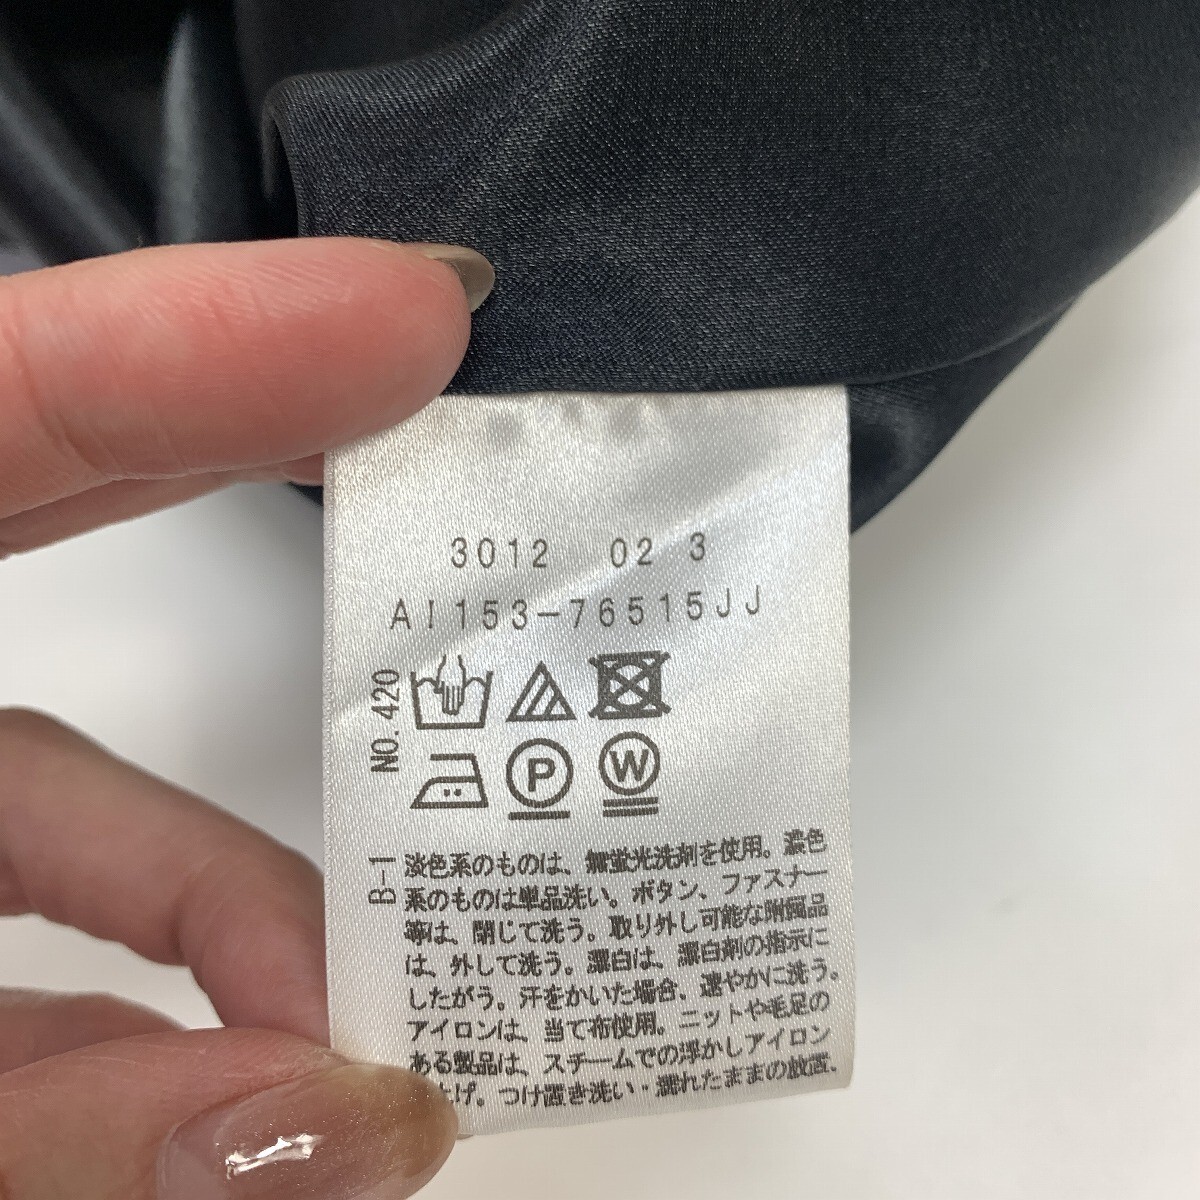 3012 02 3
AI153-76515JJ
NO.420
P
W
B-1
淡色系のものは、無蛍光洗剤を使用。濃色
系のものは単品洗い。ボタン、ファスナー
等は、閉じて洗う。取り外し可能な附属品
は、外して洗う。漂白は、漂白剤の指示に
したがう。汗をかいた場合、速やかに洗う。
アイロンは、当て布使用。ニットや毛足の
ある製品は、スチームでの浮かしアイロン
上げ。つけ置き洗い・濡れたままの放置、